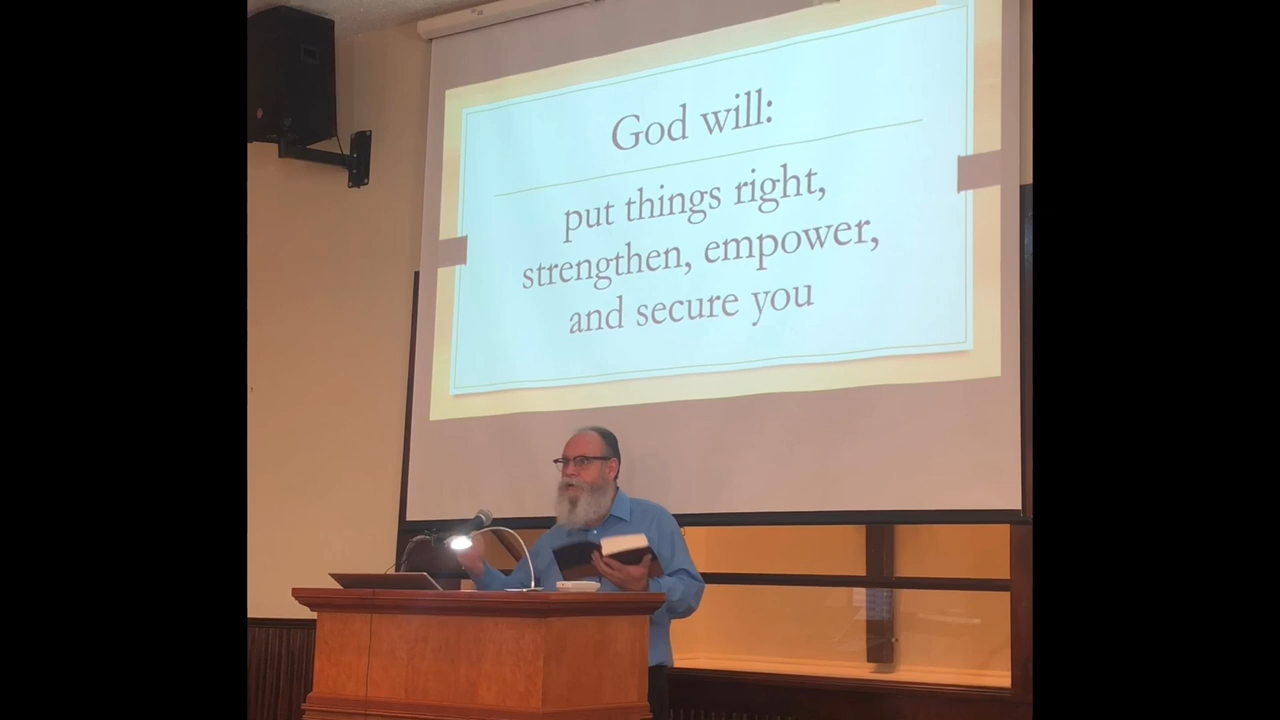 God will:
put things right,
strengthen, empower,
and secure you